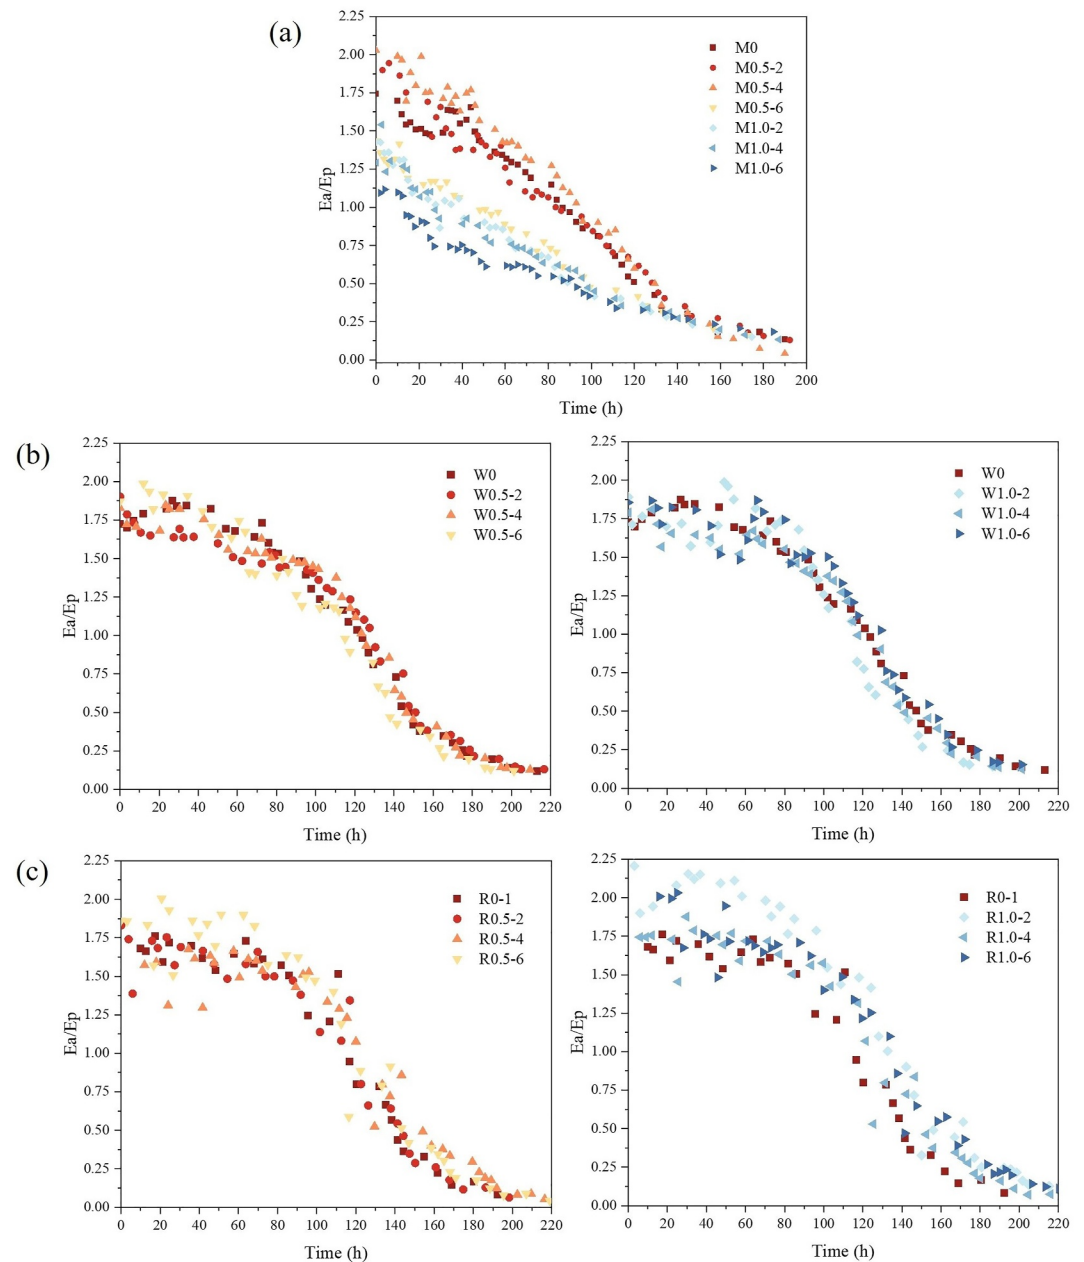 (a)
2.25
2.00
1.75
1.50
1.25
1.00
0.75
0.50
0.25
0.00
Ea/Ep
M0
M0.5-2
M0.5-4
M0.5-6
M1.0-2
M1.0-4
M1.0-6
0 20 40 60 80 100 120 140 160 180 200
Time (h)
(b)
2.25
2.00
1.75
1.50
1.25
1.00
0.75
0.50
0.25
0.00
Ea/Ep
W0
W0.5-2
W0.5-4
W0.5-6
0 20 40 60 80 100 120 140 160 180 200 220
Time (h)
2.25
2.00
1.75
1.50
1.25
1.00
0.75
0.50
0.25
0.00
Ea/Ep
W0
W1.0-2
W1.0-4
W1.0-6
0 20 40 60 80 100 120 140 160 180 200 220
Time (h)
(c)
2.25
2.00
1.75
1.50
1.25
1.00
0.75
0.50
0.25
0.00
Ea/Ep
R0-1
R0.5-2
R0.5-4
R0.5-6
0 20 40 60 80 100 120 140 160 180 200 220
Time (h)
2.25
2.00
1.75
1.50
1.25
1.00
0.75
0.50
0.25
0.00
Ea/Ep
R0-1
R1.0-2
R1.0-4
R1.0-6
0 20 40 60 80 100 120 140 160 180 200 220
Time (h)